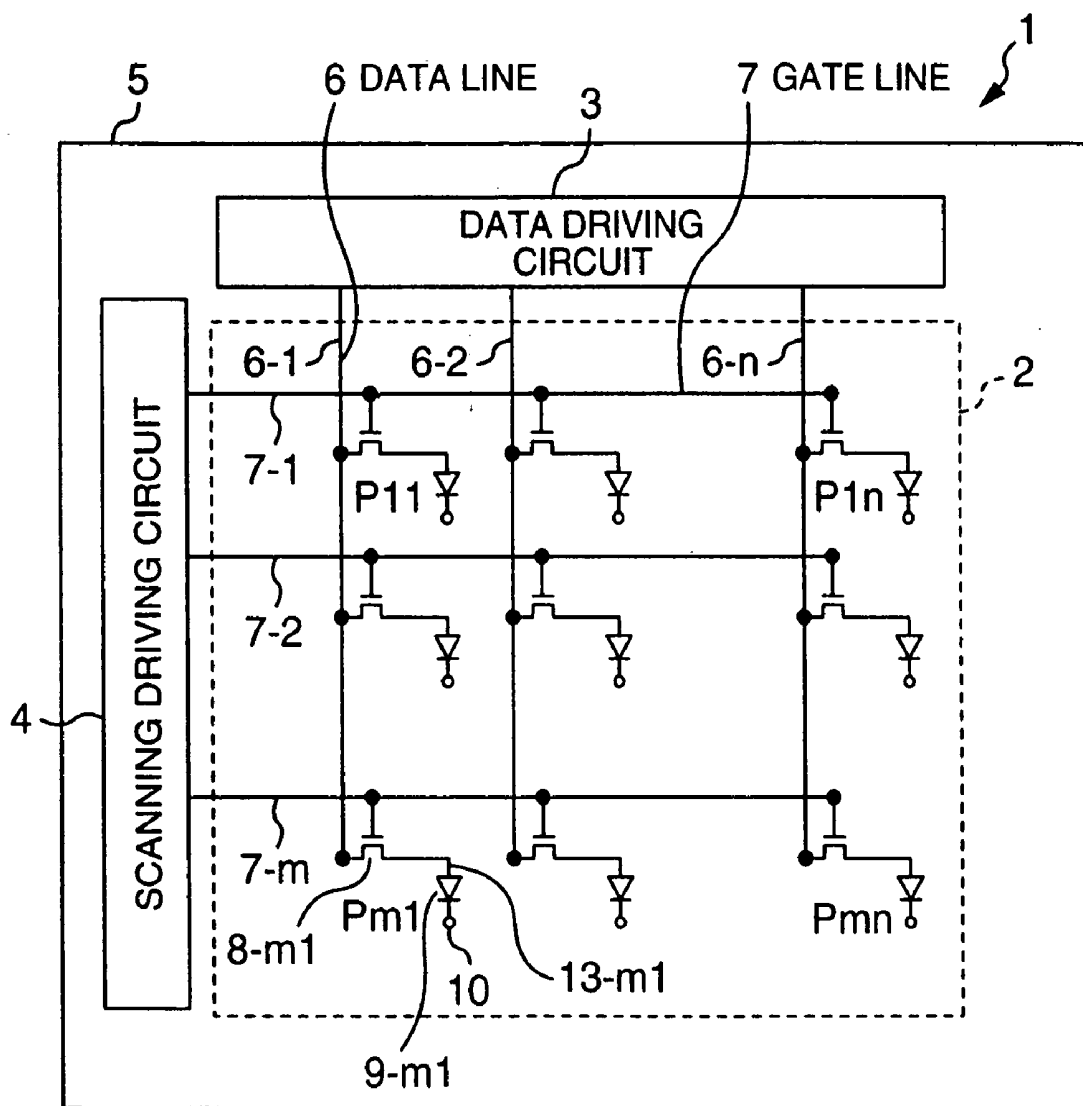 1
5
6 DATA LINE
7 GATE LINE
3
DATA DRIVING
CIRCUIT
6-1
6-2
6-n
2
7-1
P11
P1n
7-2
4
SCANNING DRIVING CIRCUIT
7-m
8-m1
Pm1
10
13-m1
Pmn
9-m1